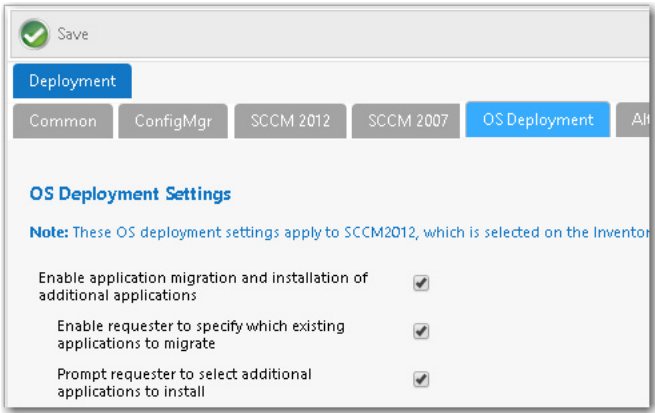 Save
Deployment
Common ConfigMgr SCCM 2012 SCCM 2007 OS Deployment
OS Deployment Settings
Note: These OS deployment settings apply to SCCM2012, which is selected on the
Enable application migration and installation of
additional applications
Enable requester to specify which existing
applications to migrate
Prompt requester to select additional
applications to install